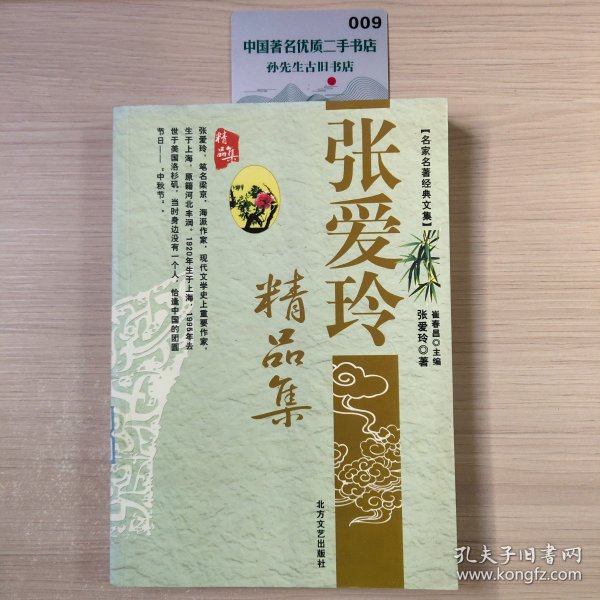 009
中国著名优质二手书店
孙先生古旧书店
【名家名著经典文集】
张爱玲
精品集
崔春昌◎主编
张爱玲◎著
精品集
张爱玲，笔名梁京，海派作家，现代文学史上重要作家，
生于上海，原籍河北丰润。1920年生于上海，1995年去
世于美国洛杉矶，当时身边没有一个人，恰逢中国的团圆
节日——“中秋节”。
北方文艺出版社
孔夫子旧书网
www.kongfz.com